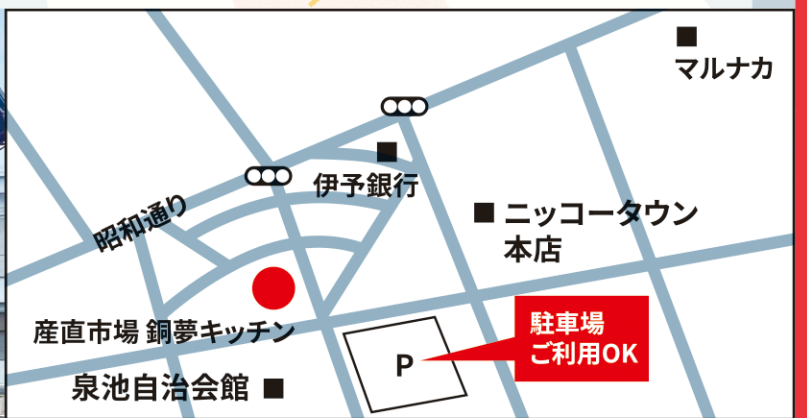 マルナカ
伊予銀行
昭和通り
ニッコータウン
本店
産直市場 銅夢キッチン
駐車場
ご利用OK
P
泉池自治会館